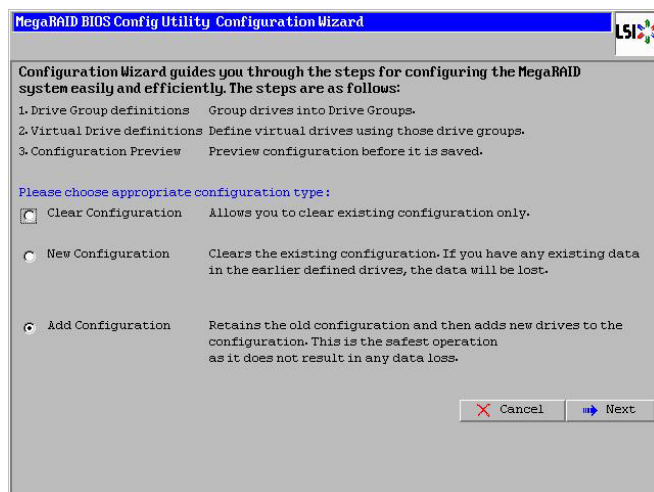 MegaRAID BIOS Config Utility Configuration Wizard
LSI
Configuration Wizard guides you through the steps for configuring the MegaRAID
system easily and efficiently. The steps are as follows:
1. Drive Group definitions Group drives into Drive Groups.
2. Virtual Drive definitions Define virtual drives using those drive groups.
3. Configuration Preview Preview configuration before it is saved.
Please choose appropriate configuration type:
Clear Configuration Allows you to clear existing configuration only.
New Configuration Clears the existing configuration. If you have any existing data
in the earlier defined drives, the data will be lost.
Add Configuration Retains the old configuration and then adds new drives to the
configuration. This is the safest operation
as it does not result in any data loss.
Cancel Next